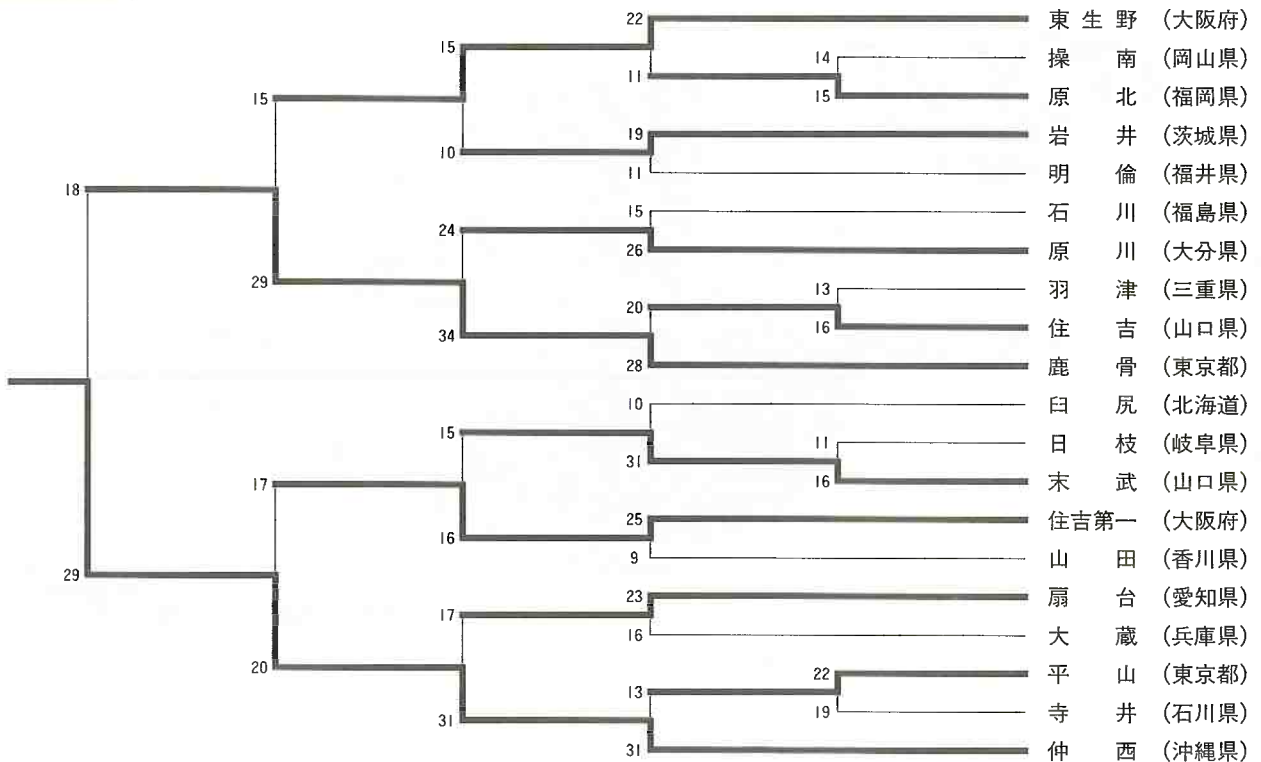 22 東生野 (大阪府)
15
14 操南 (岡山県)
11
15 15 原北 (福岡県)
19 岩井 (茨城県)
10
11 明倫 (福井県)
18
15 石川 (福島県)
24
26 原川 (大分県)
29
13 羽津 (三重県)
20
34 16 住吉 (山口県)
28 鹿骨 (東京都)
10 臼尻 (北海道)
15
11 日枝 (岐阜県)
31
17 16 末武 (山口県)
25 住吉第一 (大阪府)
16
9 山田 (香川県)
29
23 扇台 (愛知県)
17
16 大蔵 (兵庫県)
20
22 平山 (東京都)
13
31 19 寺井 (石川県)
31 仲西 (沖縄県)